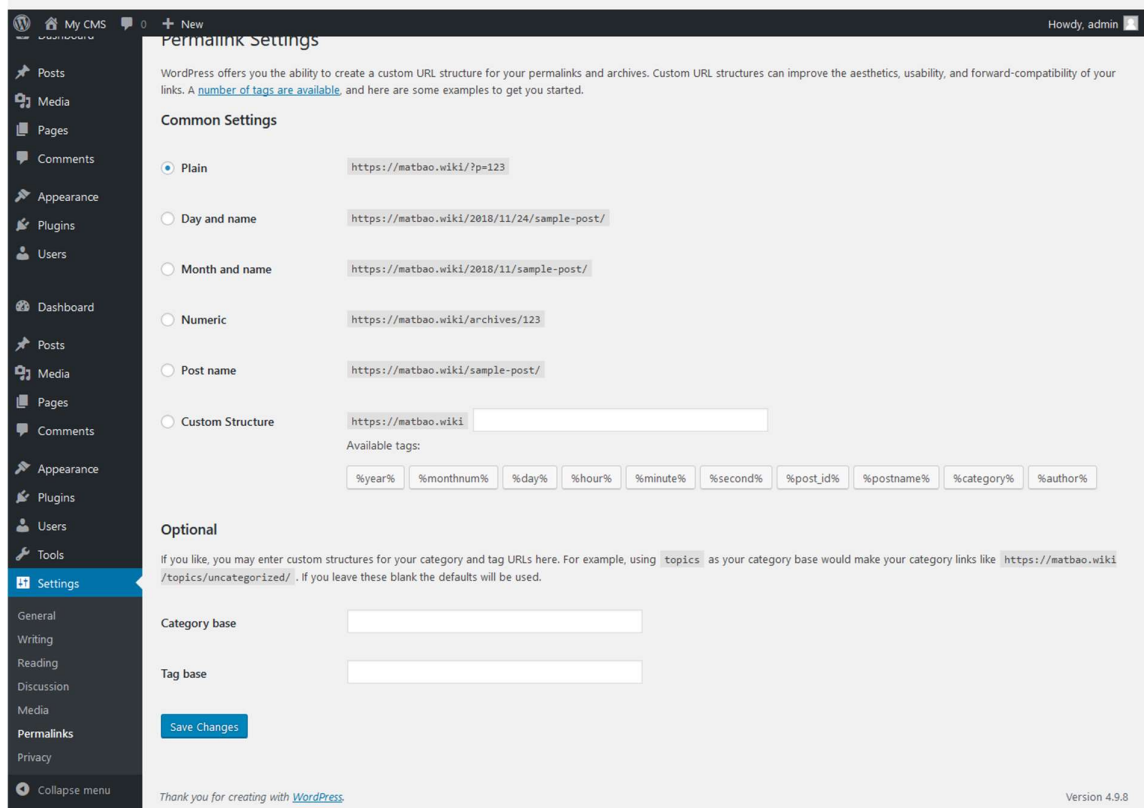 My CMS 0 + New Howdy, admin
Dashboard
Posts
Media
Pages
Comments
Appearance
Plugins
Users
Dashboard
Posts
Media
Pages
Comments
Appearance
Plugins
Users
Tools
Settings
General
Writing
Reading
Discussion
Media
Permalinks
Privacy
Collapse menu
Permalink Settings
WordPress offers you the ability to create a custom URL structure for your permalinks and archives. Custom URL structures can improve the aesthetics, usability, and forward-compatibility of your
links. A number of tags are available, and here are some examples to get you started.
Common Settings
Plain https://matbao.wiki/?p=123
Day and name https://matbao.wiki/2018/11/24/sample-post/
Month and name https://matbao.wiki/2018/11/sample-post/
Numeric https://matbao.wiki/archives/123
Post name https://matbao.wiki/sample-post/
Custom Structure https://matbao.wiki
Available tags:
%year% %monthnum% %day% %hour% %minute% %second% %post_id% %postname% %category% %author%
Optional
If you like, you may enter custom structures for your category and tag URLs here. For example, using topics as your category base would make your category links like https://matbao.wiki
/topics/uncategorized/ . If you leave these blank the defaults will be used.
Category base
Tag base
Save Changes
Thank you for creating with WordPress. Version 4.9.8